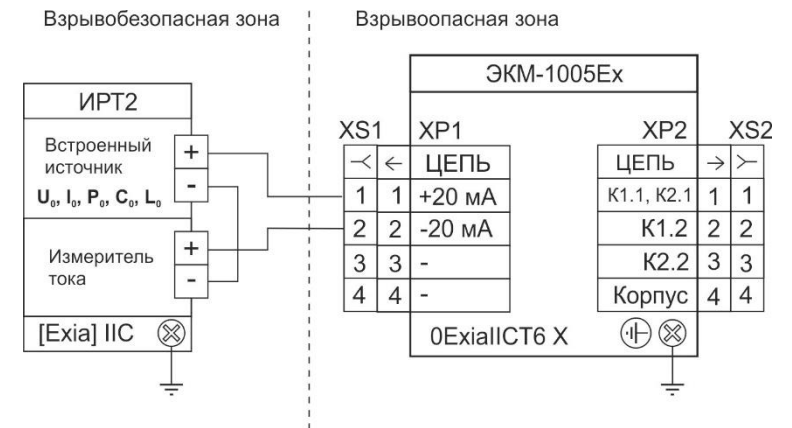 Взрывобезопасная зона
Взрывоопасная зона
ИРТ2
Встроенный
источник
U₀, I₀, P₀, C₀, L₀
+
-
Измеритель
тока
+
-
[Exia] IIC
ЭКМ-1005Ех
XS1 XP1
ЦЕПЬ
1 1 +20 мА
2 2 -20 мА
3 3 -
4 4 -
XP2 XS2
ЦЕПЬ
К1.1, К2.1 1 1
К1.2 2 2
К2.2 3 3
Корпус 4 4
0ExiaIICT6 X